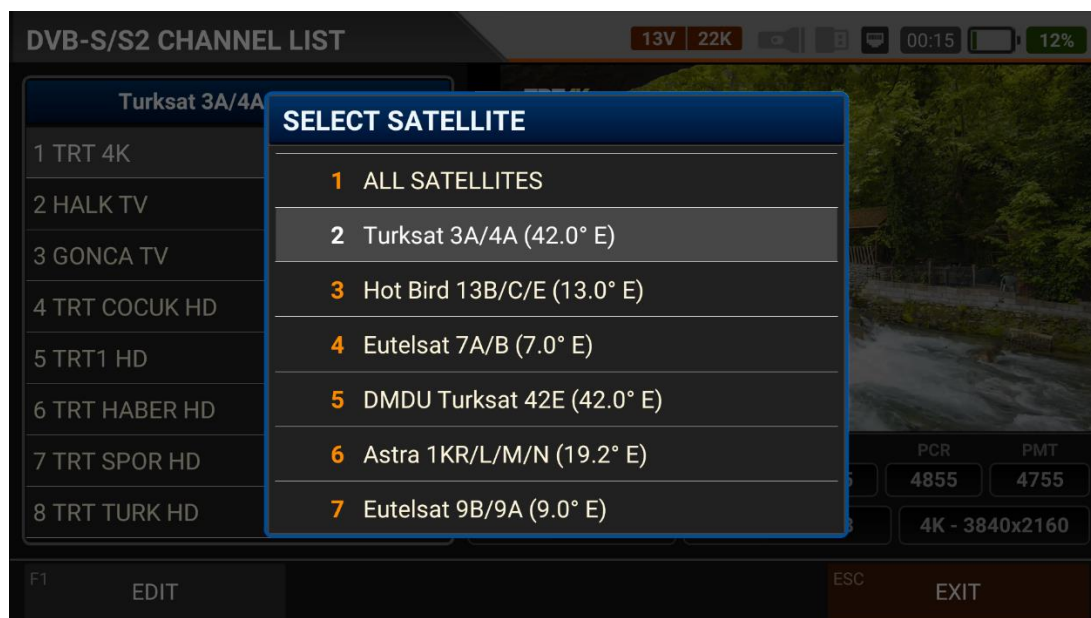 DVB-S/S2 CHANNEL LIST
13V 22K 00:15 12%
Turksat 3A/4A
SELECT SATELLITE
1 ALL SATELLITES
2 Turksat 3A/4A (42.0° E)
3 Hot Bird 13B/C/E (13.0° E)
4 Eutelsat 7A/B (7.0° E)
5 DMDU Turksat 42E (42.0° E)
6 Astra 1KR/L/M/N (19.2° E)
7 Eutelsat 9B/9A (9.0° E)
1 TRT 4K
2 HALK TV
3 GONCA TV
4 TRT COCUK HD
5 TRT1 HD
6 TRT HABER HD
7 TRT SPOR HD
8 TRT TURK HD
PCR PMT
4855 4755
4K - 3840x2160
F1 EDIT
ESC EXIT